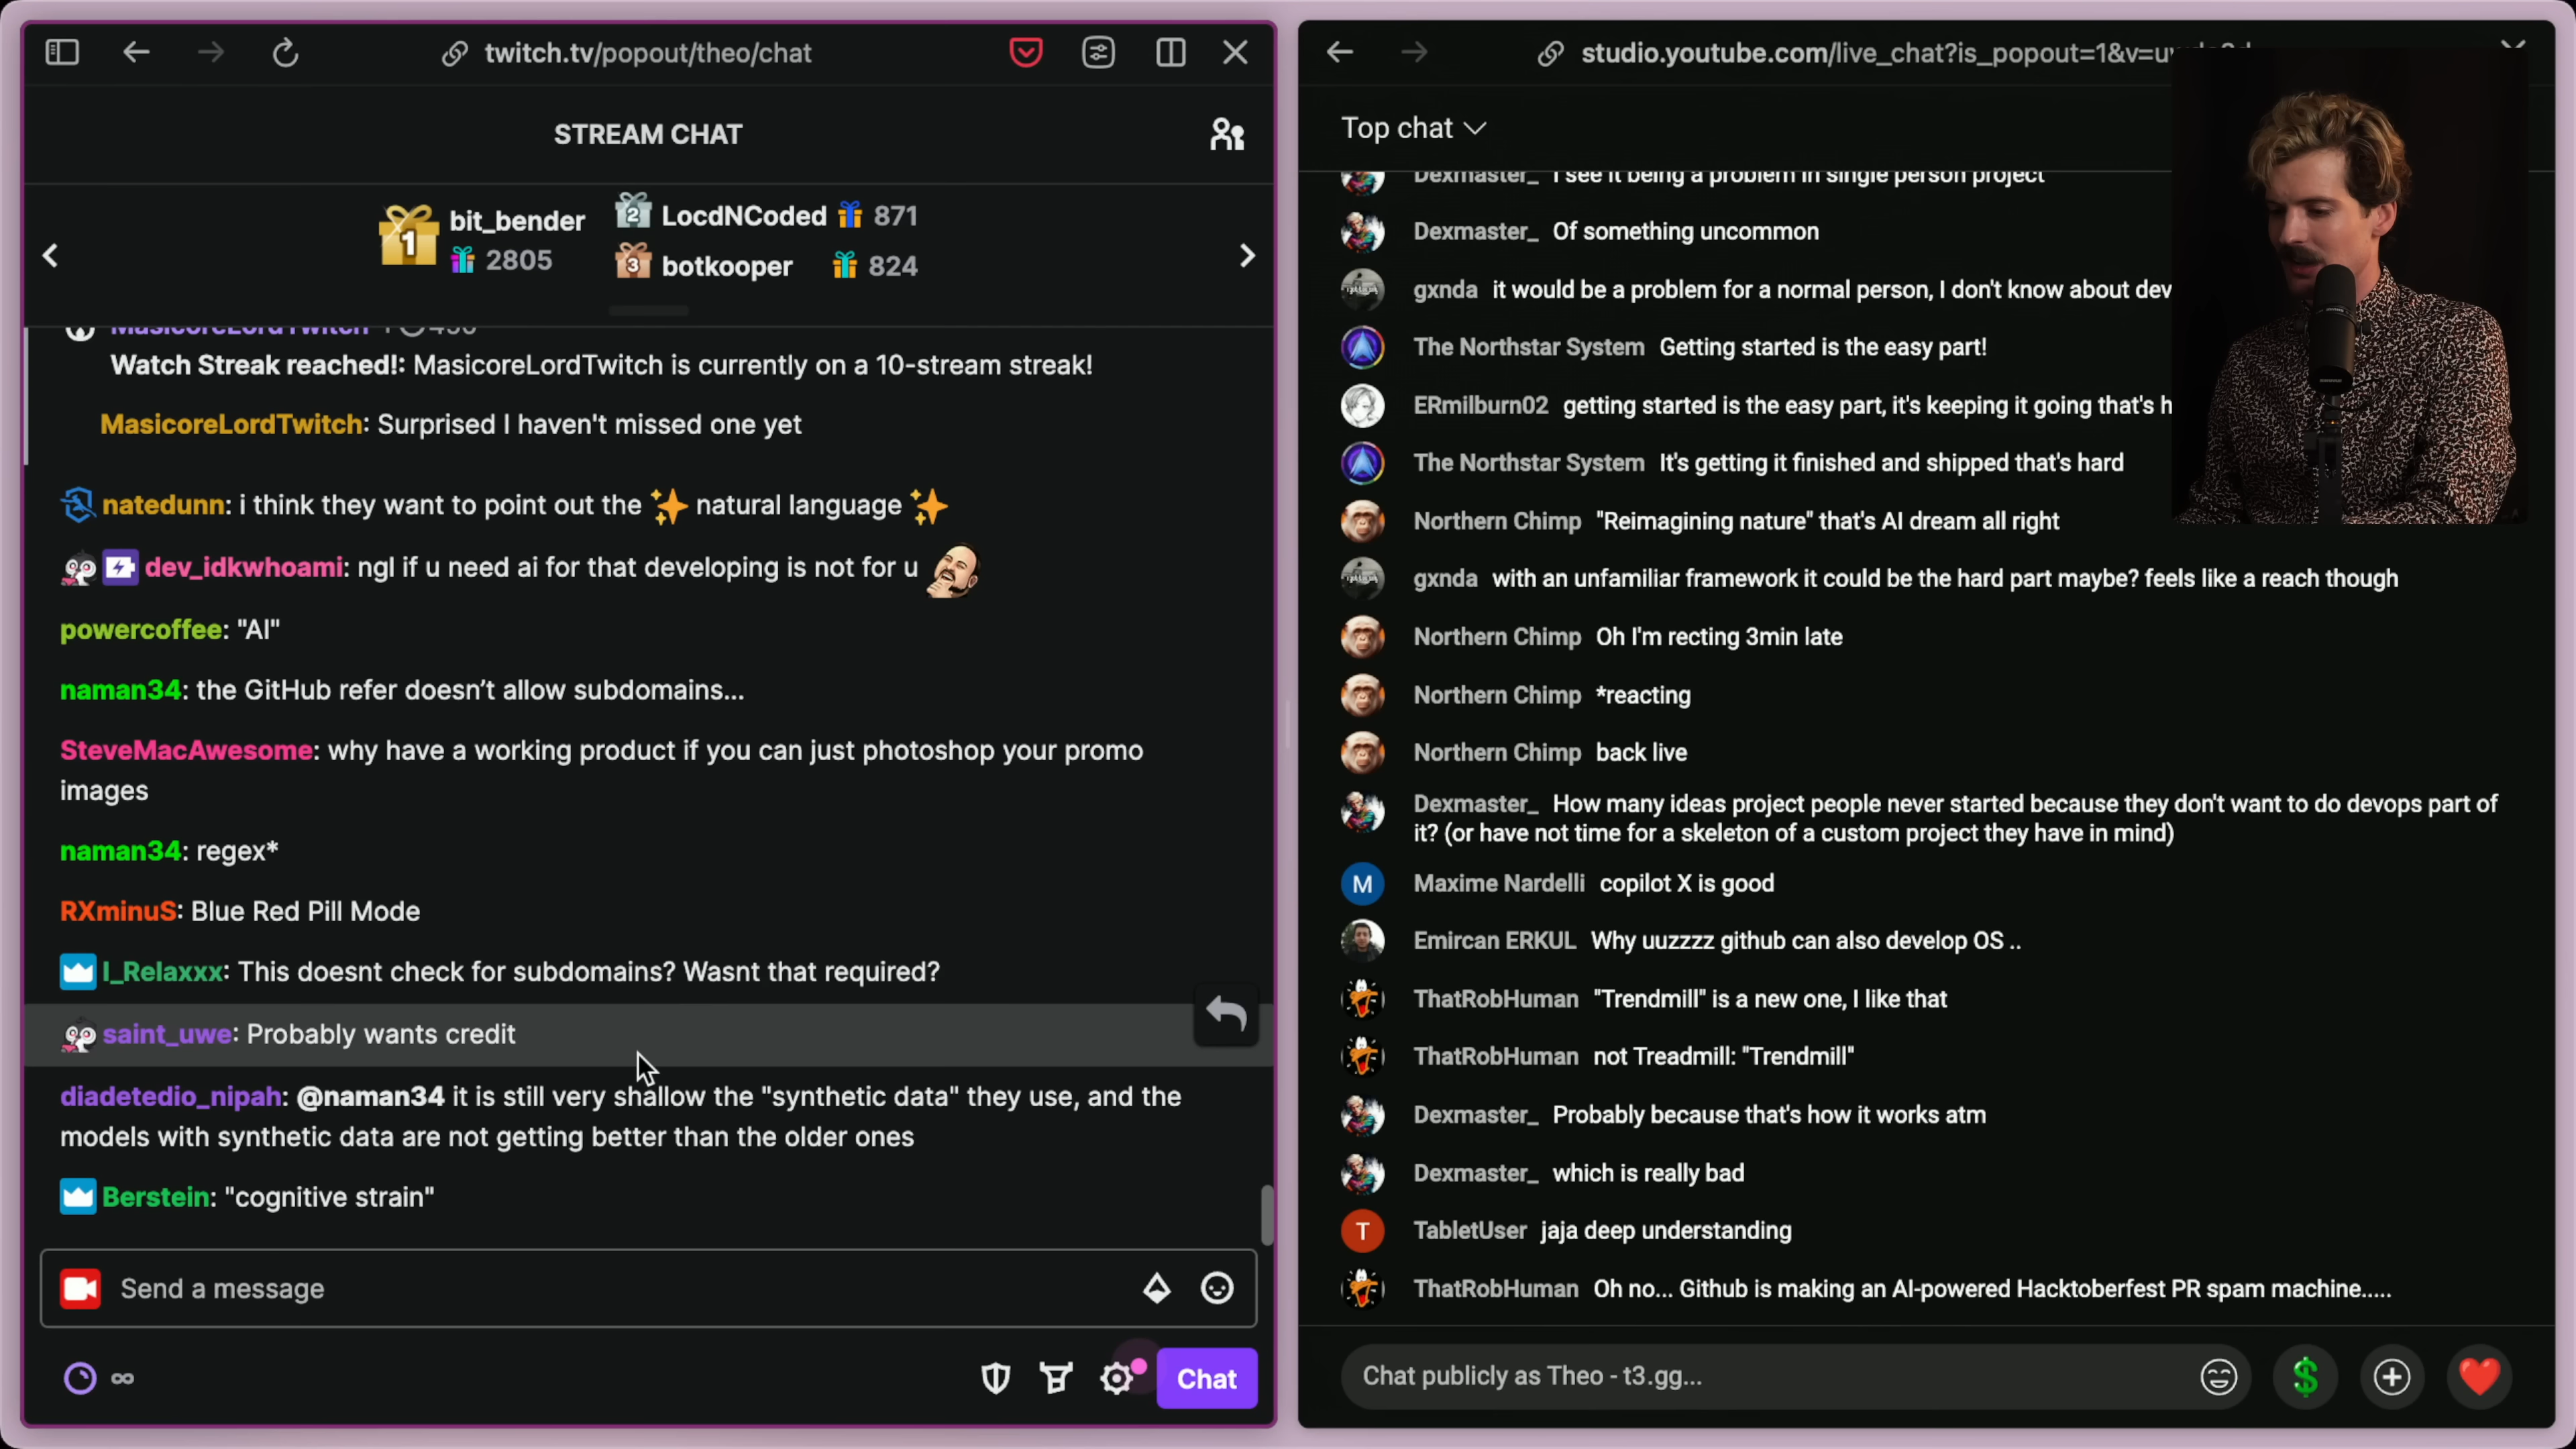 twitch.tv/popout/theo/chat
STREAM CHAT
1 bit_bender
2805
2 LocdNCoded 871
3 botkooper 824
MasicoreLordTwitch
Watch Streak reached!: MasicoreLordTwitch is currently on a 10-stream streak!
MasicoreLordTwitch: Surprised I haven't missed one yet
natedunn: i think they want to point out the ✨ natural language ✨
dev_idkwhoami: ngl if u need ai for that developing is not for u
powercoffee: "AI"
naman34: the GitHub refer doesn't allow subdomains...
SteveMacAwesome: why have a working product if you can just photoshop your promo
images
naman34: regex*
RXminuS: Blue Red Pill Mode
I_Relaxxx: This doesnt check for subdomains? Wasnt that required?
saint_uwe: Probably wants credit
diadetedio_nipah: @naman34 it is still very shallow the "synthetic data" they use, and the
models with synthetic data are not getting better than the older ones
Berstein: "cognitive strain"
Send a message
Chat
studio.youtube.com/live_chat?is_popout=1&v=
Top chat
Dexmaster_ I see it being a problem in single person project
Dexmaster_ Of something uncommon
gxnda it would be a problem for a normal person, I don't know about dev
The Northstar System Getting started is the easy part!
ERmilburn02 getting started is the easy part, it's keeping it going that's h
The Northstar System It's getting it finished and shipped that's hard
Northern Chimp "Reimagining nature" that's AI dream all right
gxnda with an unfamiliar framework it could be the hard part maybe? feels like a reach though
Northern Chimp Oh I'm recting 3min late
Northern Chimp *reacting
Northern Chimp back live
Dexmaster_ How many ideas project people never started because they don't want to do devops part of
it? (or have not time for a skeleton of a custom project they have in mind)
M Maxime Nardelli copilot X is good
Emircan ERKUL Why uuzzzz github can also develop OS ..
ThatRobHuman "Trendmill" is a new one, I like that
ThatRobHuman not Treadmill: "Trendmill"
Dexmaster_ Probably because that's how it works atm
Dexmaster_ which is really bad
T TabletUser jaja deep understanding
ThatRobHuman Oh no... Github is making an AI-powered Hacktoberfest PR spam machine.....
Chat publicly as Theo - t3.gg...